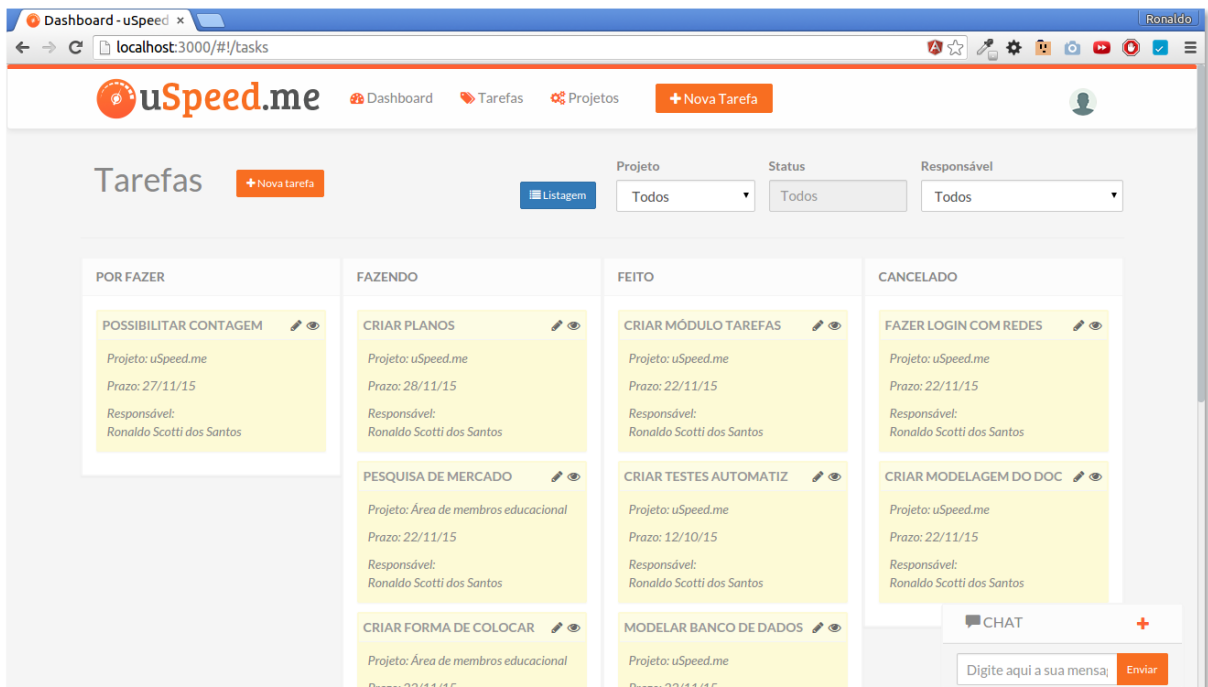 Dashboard - uSpeed
Ronaldo
localhost:3000/#!/tasks
uSpeed.me
Dashboard
Tarefas
Projetos
Nova Tarefa
Tarefas
Nova tarefa
Listagem
Projeto
Todos
Status
Todos
Responsável
Todos
POR FAZER
POSSIBILITAR CONTAGEM
Projeto: uSpeed.me
Prazo: 27/11/15
Responsável:
Ronaldo Scotti dos Santos
FAZENDO
CRIAR PLANOS
Projeto: uSpeed.me
Prazo: 28/11/15
Responsável:
Ronaldo Scotti dos Santos
PESQUISA DE MERCADO
Projeto: Área de membros educacional
Prazo: 22/11/15
Responsável:
Ronaldo Scotti dos Santos
CRIAR FORMA DE COLOCAR
Projeto: Área de membros educacional
FEITO
CRIAR MÓDULO TAREFAS
Projeto: uSpeed.me
Prazo: 22/11/15
Responsável:
Ronaldo Scotti dos Santos
CRIAR TESTES AUTOMATIZ
Projeto: uSpeed.me
Prazo: 12/10/15
Responsável:
Ronaldo Scotti dos Santos
MODELAR BANCO DE DADOS
Projeto: uSpeed.me
CANCELADO
FAZER LOGIN COM REDES
Projeto: uSpeed.me
Prazo: 22/11/15
Responsável:
Ronaldo Scotti dos Santos
CRIAR MODELAGEM DO DOC
Projeto: uSpeed.me
Prazo: 22/11/15
Responsável:
Ronaldo Scotti dos Santos
CHAT
Digite aqui a sua mensa
Enviar